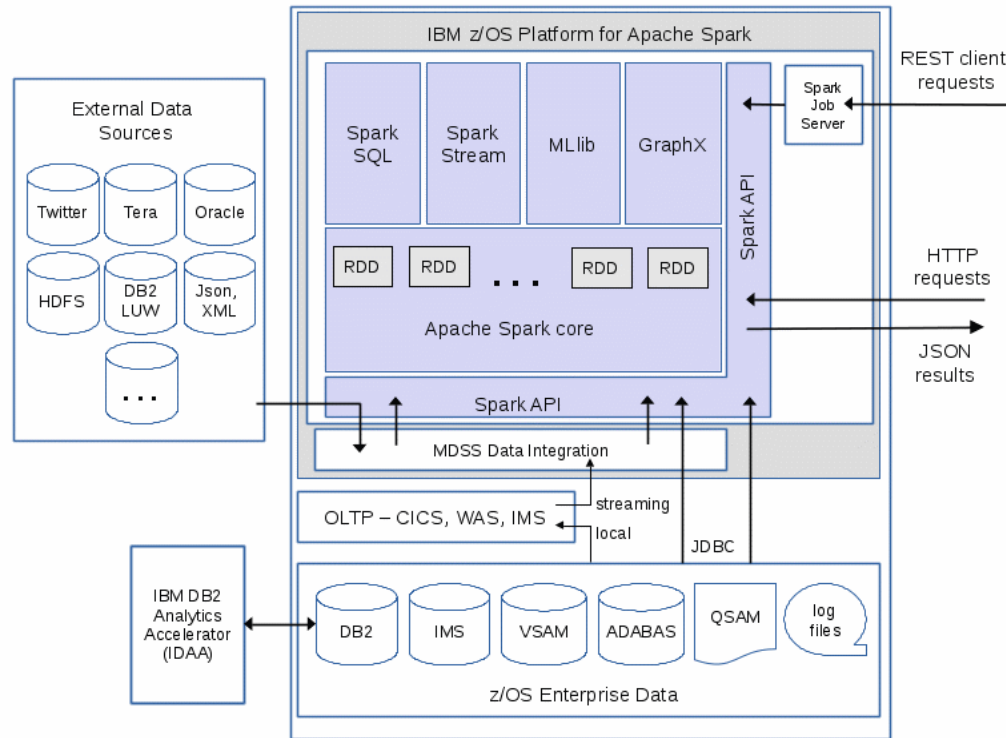 IBM z/OS Platform for Apache Spark
REST client
requests
External Data
Sources
Twitter
Tera
Oracle
HDFS
DB2
LUW
Json,
XML
...
Spark
SQL
Spark
Stream
MLlib
GraphX
Spark API
Spark
Job
Server
RDD
RDD
...
RDD
RDD
Apache Spark core
Spark API
HTTP
requests
JSON
results
MDSS Data Integration
OLTP – CICS, WAS, IMS
streaming
local
JDBC
IBM DB2
Analytics
Accelerator
(IDAA)
DB2
IMS
VSAM
ADABAS
QSAM
log
files
z/OS Enterprise Data